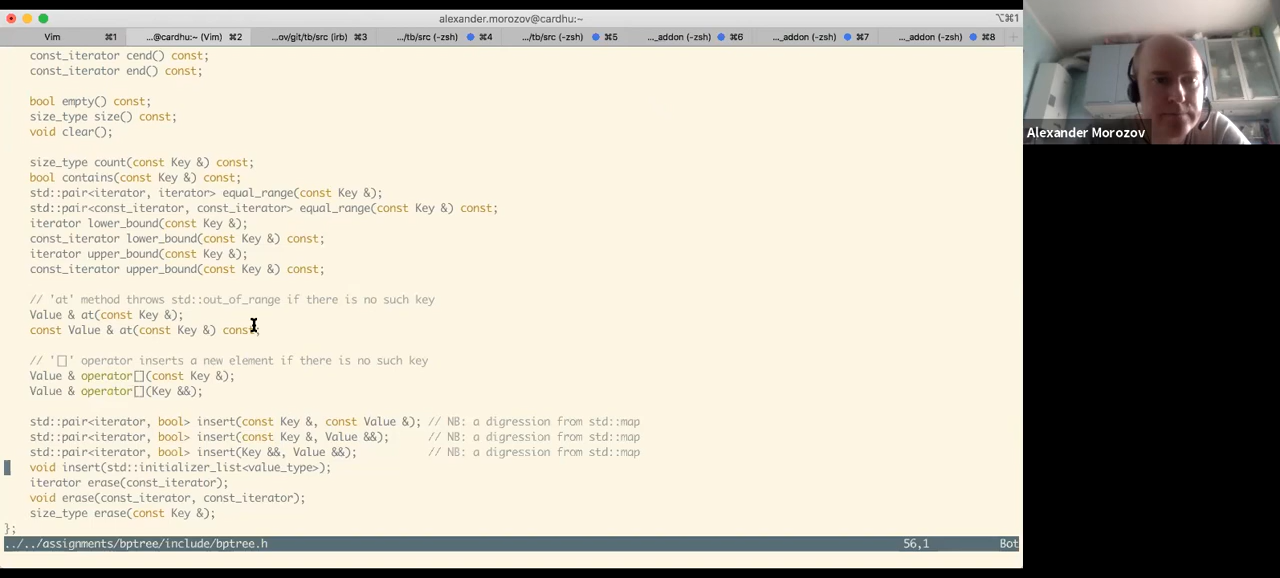 alexander.morozov@cardhu:~
⌥⌘1
Vim ⌘1 ...@cardhu:~ (Vim) ⌘2 ...ov/git/tb/src (irb) ⌘3 .../tb/src (-zsh) ⌘4 .../tb/src (-zsh) ⌘5 ..._addon (-zsh) ⌘6 ..._addon (-zsh) ⌘7 ..._addon (-zsh) ⌘8
const_iterator cend() const;
const_iterator end() const;
bool empty() const;
size_type size() const;
void clear();
size_type count(const Key &) const;
bool contains(const Key &) const;
std::pair<iterator, iterator> equal_range(const Key &);
std::pair<const_iterator, const_iterator> equal_range(const Key &) const;
iterator lower_bound(const Key &);
const_iterator lower_bound(const Key &) const;
iterator upper_bound(const Key &);
const_iterator upper_bound(const Key &) const;
// 'at' method throws std::out_of_range if there is no such key
Value & at(const Key &);
const Value & at(const Key &) const;
// '[]' operator inserts a new element if there is no such key
Value & operator[](const Key &);
Value & operator[](Key &&);
std::pair<iterator, bool> insert(const Key &, const Value &); // NB: a digression from std::map
std::pair<iterator, bool> insert(const Key &, Value &&); // NB: a digression from std::map
std::pair<iterator, bool> insert(Key &&, Value &&); // NB: a digression from std::map
void insert(std::initializer_list<value_type>);
iterator erase(const_iterator);
void erase(const_iterator, const_iterator);
size_type erase(const Key &);
};
../../assignments/bptree/include/bptree.h 56,1 Bot
Alexander Morozov